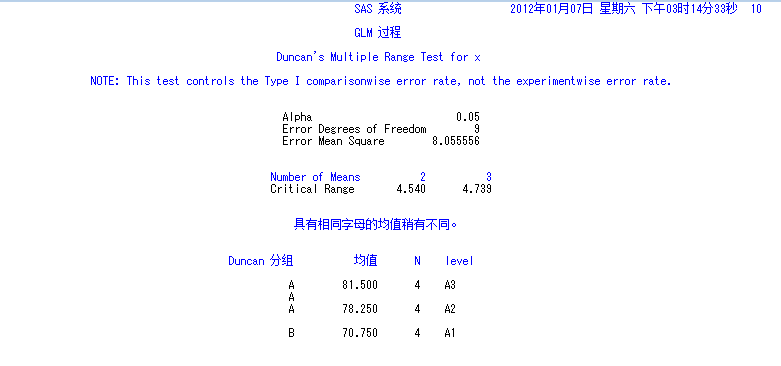 SAS 系统 2012年01月07日 星期六 下午03时14分33秒 10
GLM 过程
Duncan's Multiple Range Test for x
NOTE: This test controls the Type I comparisonwise error rate, not the experimentwise error rate.
Alpha 0.05
Error Degrees of Freedom 9
Error Mean Square 8.055556
Number of Means 2 3
Critical Range 4.540 4.739
具有相同字母的均值稍有不同。
Duncan 分组 均值 N level
A 81.500 4 A3
A
A 78.250 4 A2
B 70.750 4 A1